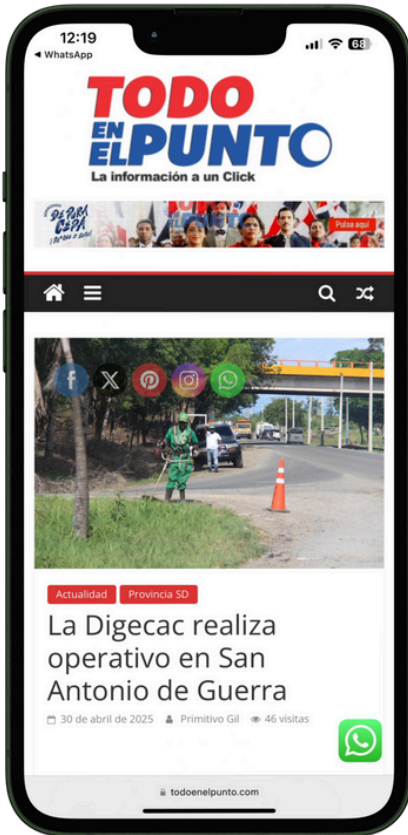 12:19
68
WhatsApp
TODO
EN
ELPUNTO
La información a un Click
DE PURA
CEPA
Pulsa aquí
Actualidad
Provincia SD
La Digecac realiza
operativo en San
Antonio de Guerra
30 de abril de 2025
Primitivo Gil
46 visitas
todoenelpunto.com